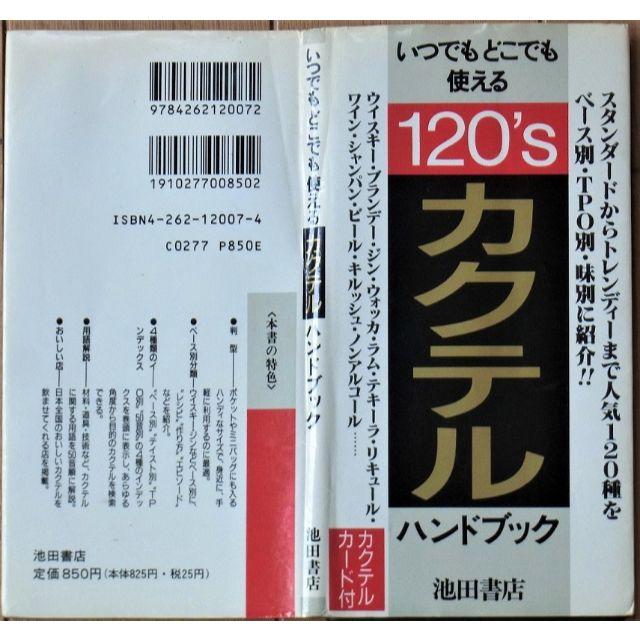 いつでもどこでも
使える
120's
カクテル
ハンドブック
池田書店
スタンダードからトレンディーまで人気120種を
ベース別・TPO別・味別に紹介!!
ウイスキー・ブランデー・ジン・ウォッカ・ラム・テキーラ・リキュール・
ワイン・シャンパン・ビール・キルッシュ・ノンアルコール……
カクテル
カード付
いつでもどこでも使える カクテル ハンドブック 池田書店
9784262120072
1910277008502
ISBN4-262-12007-4
C0277 P850E
〈本書の特色〉
●判型──ポケットやミニバッグにも入る
ハンディなサイズで、身近に、手
軽に利用するのに最適。
●ベース別分類─ウイスキー・ジンなどベース別に、
"レシピ""作り方""エピソード"
などを紹介。
●4種類のイ─"ベース別""テイスト別""TP
ンデックス
O別""50音順"の4種のインデッ
クスを巻頭に表示し、あらゆる
角度から目的のカクテルを検索
できる。
●用語解説──材料・道具・技術など、カクテル
に関する用語を50音順に解説。
●おいしい店─日本全国のおいしいカクテルを
飲ませてくれる店を掲載。
池田書店
定価850円(本体825円・税25円)